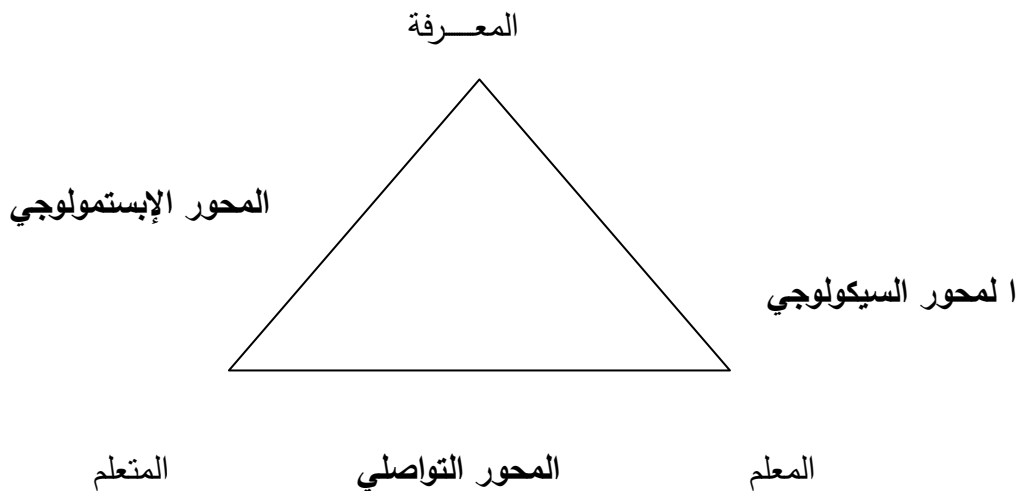 المعـــرفة
المحور الإبستمولوجي
ا لمحور السيكولوجي
المعلم
المحور التواصلي
المتعلم